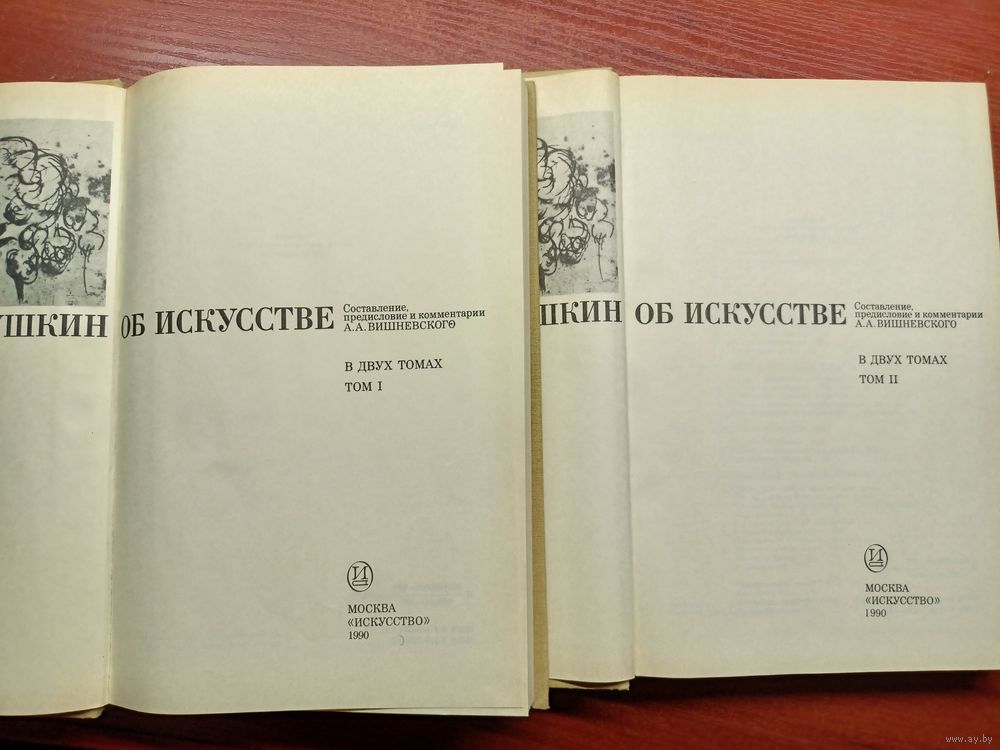 УШКИН ОБ ИСКУССТВЕ
Составление,
предисловие и комментарии
А.А.ВИШНЕВСКОГО
В ДВУХ ТОМАХ
ТОМ I
И
МОСКВА
«ИСКУССТВО»
1990
ШКИН ОБ ИСКУССТВЕ
Составление,
предисловие и комментарии
А.А.ВИШНЕВСКОГО
В ДВУХ ТОМАХ
ТОМ II
И
МОСКВА
«ИСКУССТВО»
1990
www.ay.by